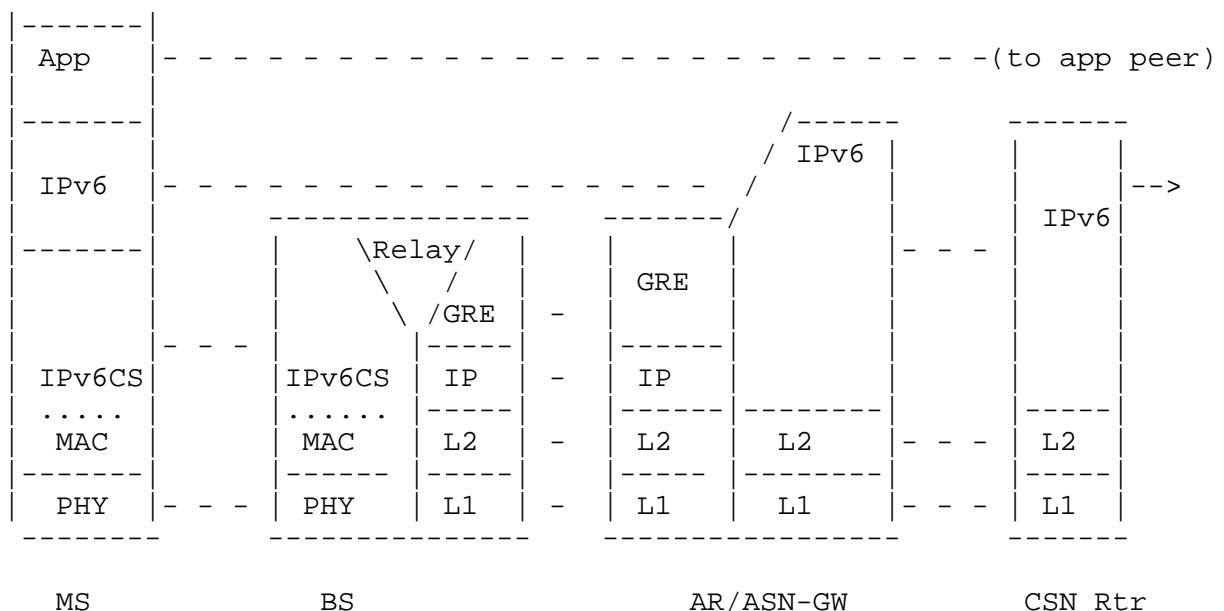 App (to app peer)
IPv6
IPv6 -->
IPv6
\Relay/
GRE
/GRE
IPv6CS IPv6CS IP IP
..... ......
MAC MAC L2 L2 L2 L2
PHY PHY L1 L1 L1 L1
MS BS AR/ASN-GW CSN Rtr